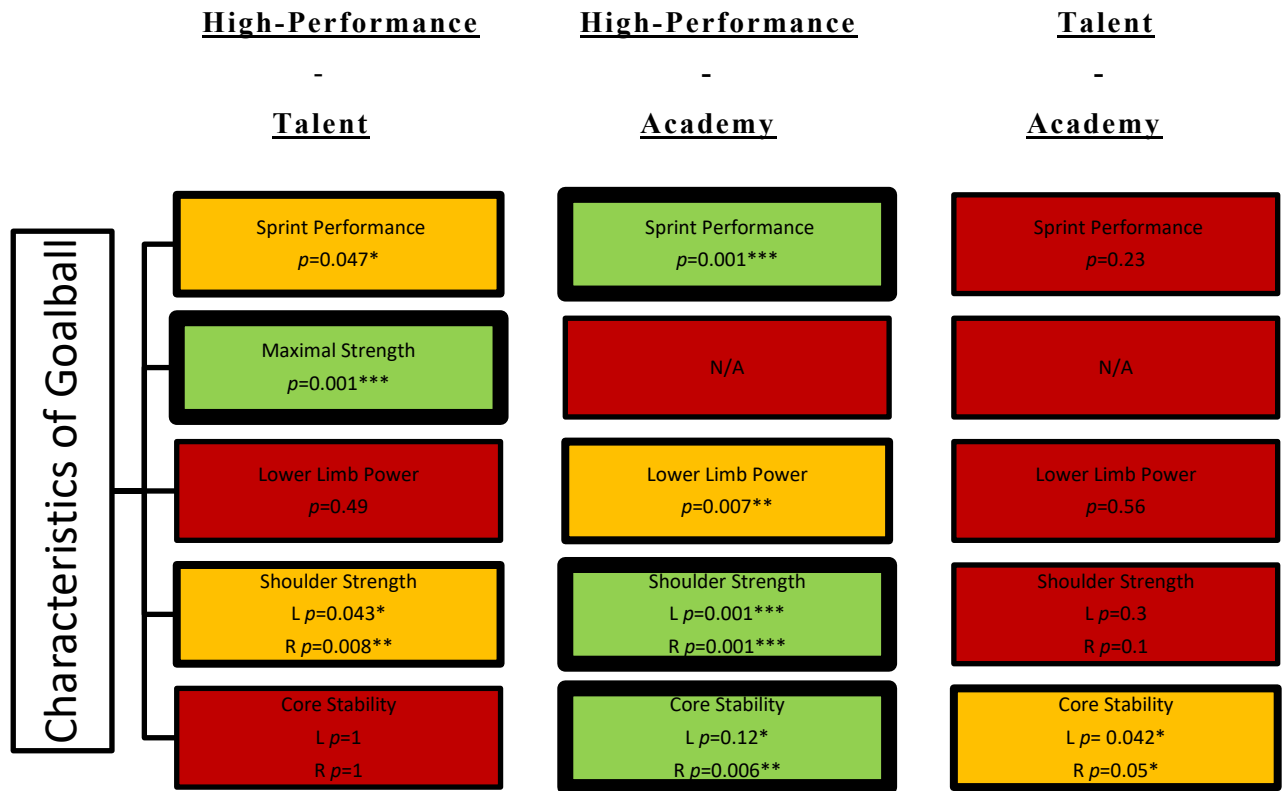 High-Performance
-
Talent
High-Performance
-
Academy
Talent
-
Academy
Characteristics of Goalball
Sprint Performance
p=0.047*
Sprint Performance
p=0.001***
Sprint Performance
p=0.23
Maximal Strength
p=0.001***
N/A
N/A
Lower Limb Power
p=0.49
Lower Limb Power
p=0.007**
Lower Limb Power
p=0.56
Shoulder Strength
L p=0.043*
R p=0.008**
Shoulder Strength
L p=0.001***
R p=0.001***
Shoulder Strength
L p=0.3
R p=0.1
Core Stability
L p=1
R p=1
Core Stability
L p=0.12*
R p=0.006**
Core Stability
L p= 0.042*
R p=0.05*